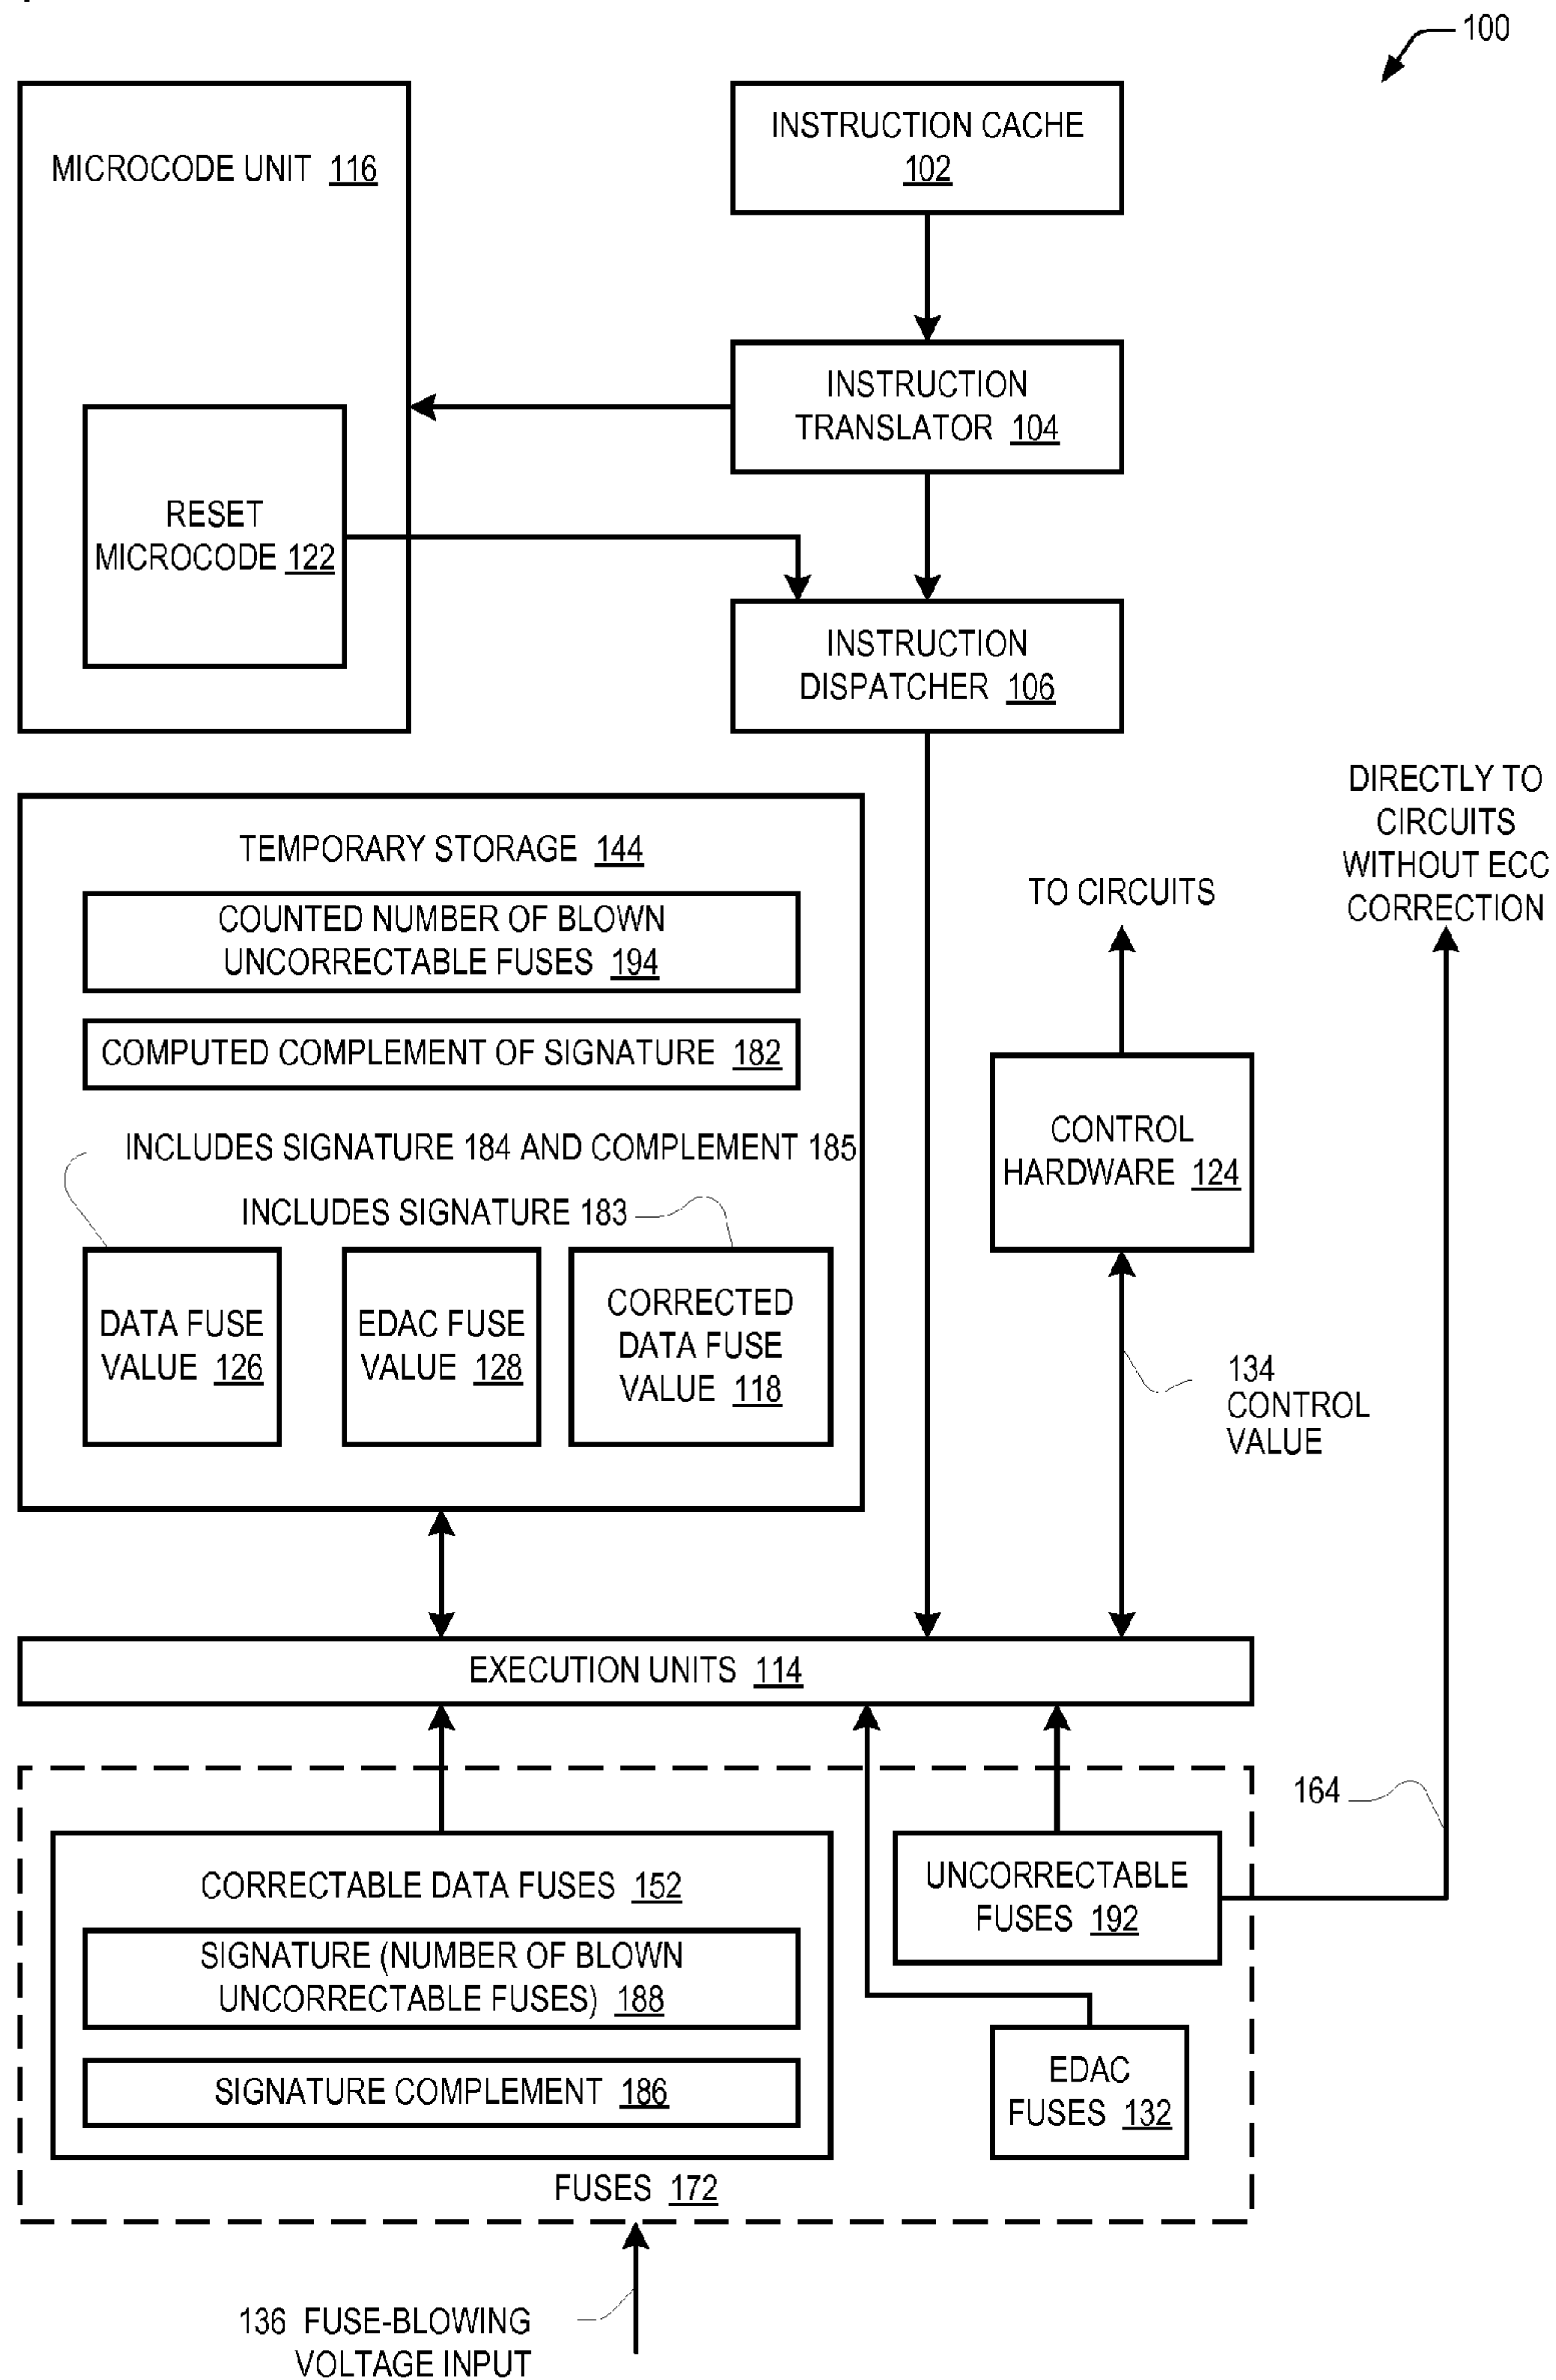 100
MICROCODE UNIT 116
INSTRUCTION CACHE
102
INSTRUCTION
TRANSLATOR 104
RESET
MICROCODE 122
INSTRUCTION
DISPATCHER 106
DIRECTLY TO
CIRCUITS
WITHOUT ECC
CORRECTION
TEMPORARY STORAGE 144
COUNTED NUMBER OF BLOWN
UNCORRECTABLE FUSES 194
COMPUTED COMPLEMENT OF SIGNATURE 182
INCLUDES SIGNATURE 184 AND COMPLEMENT 185
INCLUDES SIGNATURE 183
DATA FUSE
VALUE 126
EDAC FUSE
VALUE 128
CORRECTED
DATA FUSE
VALUE 118
TO CIRCUITS
CONTROL
HARDWARE 124
134
CONTROL
VALUE
EXECUTION UNITS 114
164
CORRECTABLE DATA FUSES 152
SIGNATURE (NUMBER OF BLOWN
UNCORRECTABLE FUSES) 188
SIGNATURE COMPLEMENT 186
UNCORRECTABLE
FUSES 192
EDAC
FUSES 132
FUSES 172
136 FUSE-BLOWING
VOLTAGE INPUT